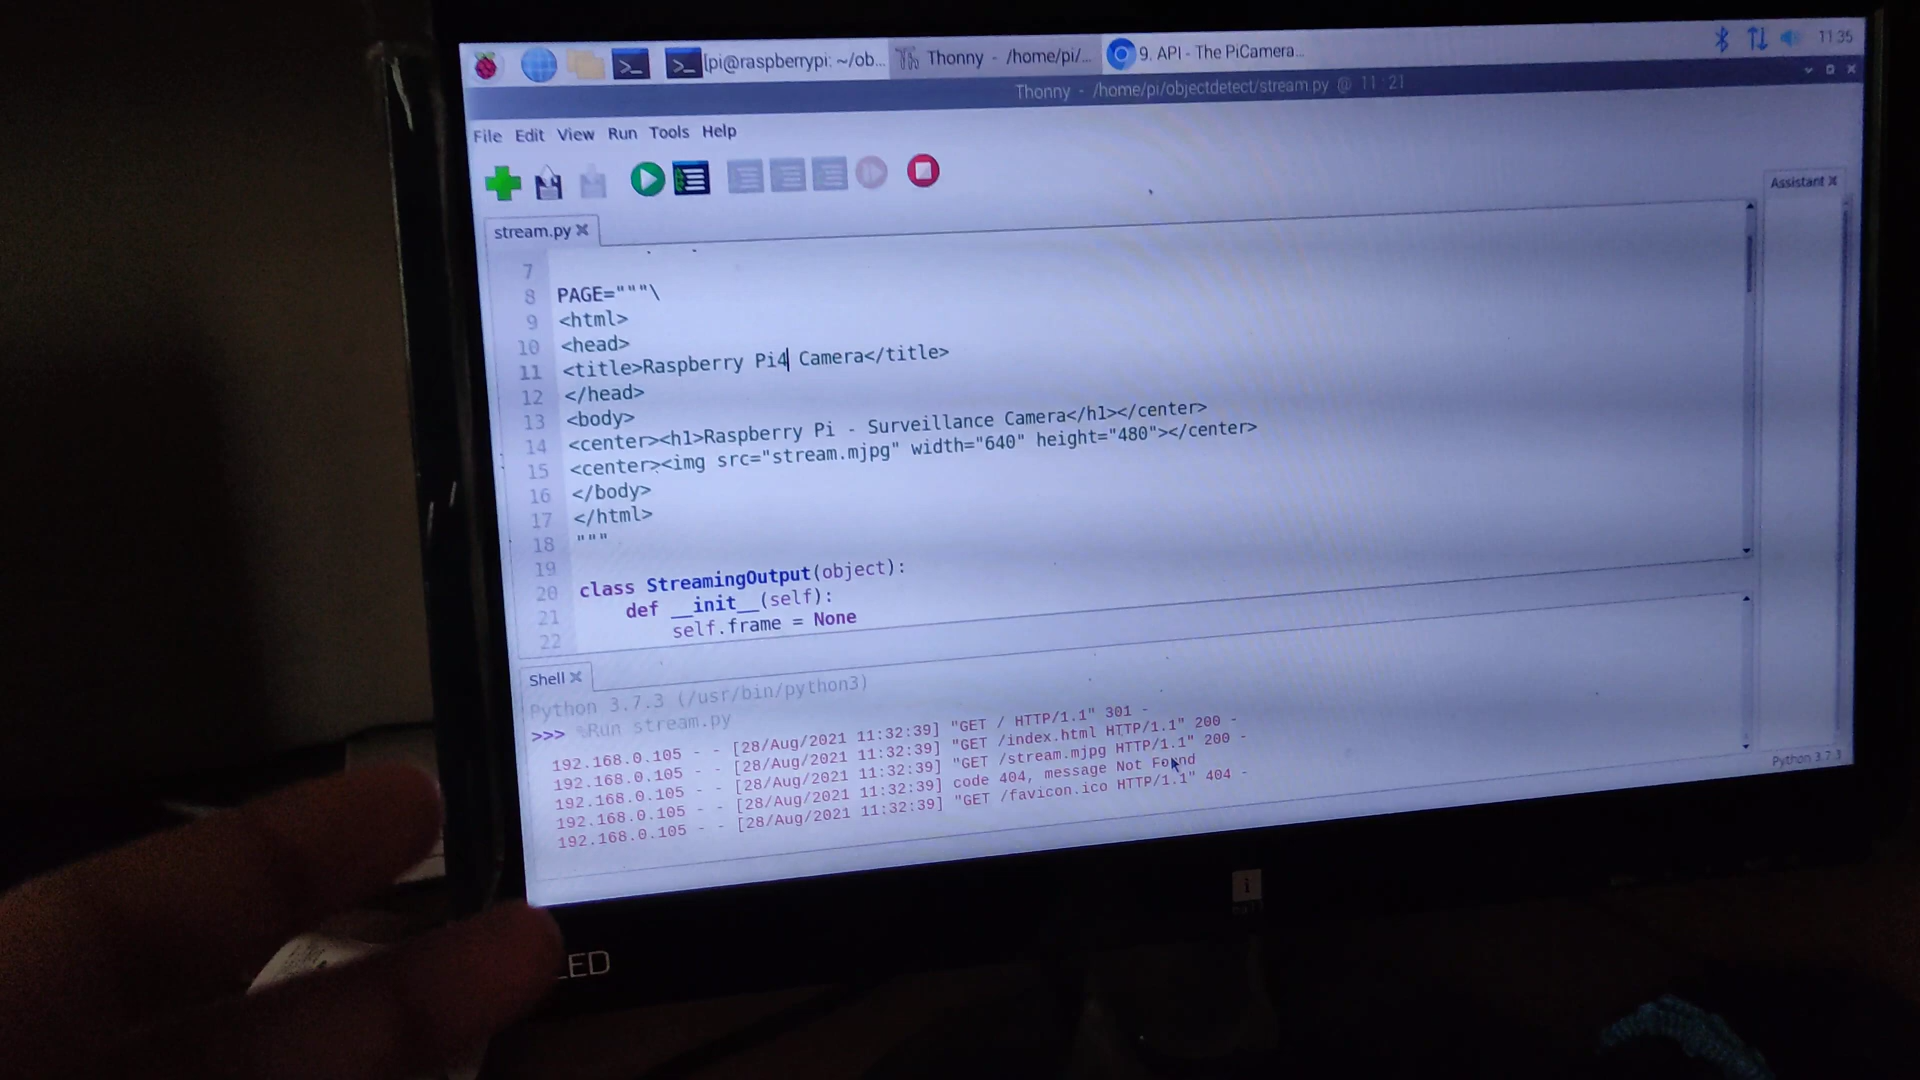 [pi@raspberrypi: ~/ob...
Thonny - /home/pi/...
9. API - The PiCamera...
11:35
Thonny - /home/pi/objectdetect/stream.py @ 11:21
File Edit View Run Tools Help
Assistant
stream.py
7
8 PAGE="""\
9 <html>
10 <head>
11 <title>Raspberry Pi4 Camera</title>
12 </head>
13 <body>
14 <center><h1>Raspberry Pi - Surveillance Camera</h1></center>
15 <center><img src="stream.mjpg" width="640" height="480"></center>
16 </body>
17 </html>
18 """
19
20 class StreamingOutput(object):
21 def __init__(self):
22 self.frame = None
Shell
Python 3.7.3 (/usr/bin/python3)
>>> %Run stream.py
192.168.0.105 - - [28/Aug/2021 11:32:39] "GET / HTTP/1.1" 301 -
192.168.0.105 - - [28/Aug/2021 11:32:39] "GET /index.html HTTP/1.1" 200 -
192.168.0.105 - - [28/Aug/2021 11:32:39] "GET /stream.mjpg HTTP/1.1" 200 -
192.168.0.105 - - [28/Aug/2021 11:32:39] code 404, message Not Found
192.168.0.105 - - [28/Aug/2021 11:32:39] "GET /favicon.ico HTTP/1.1" 404 -
Python 3.7.3
LED